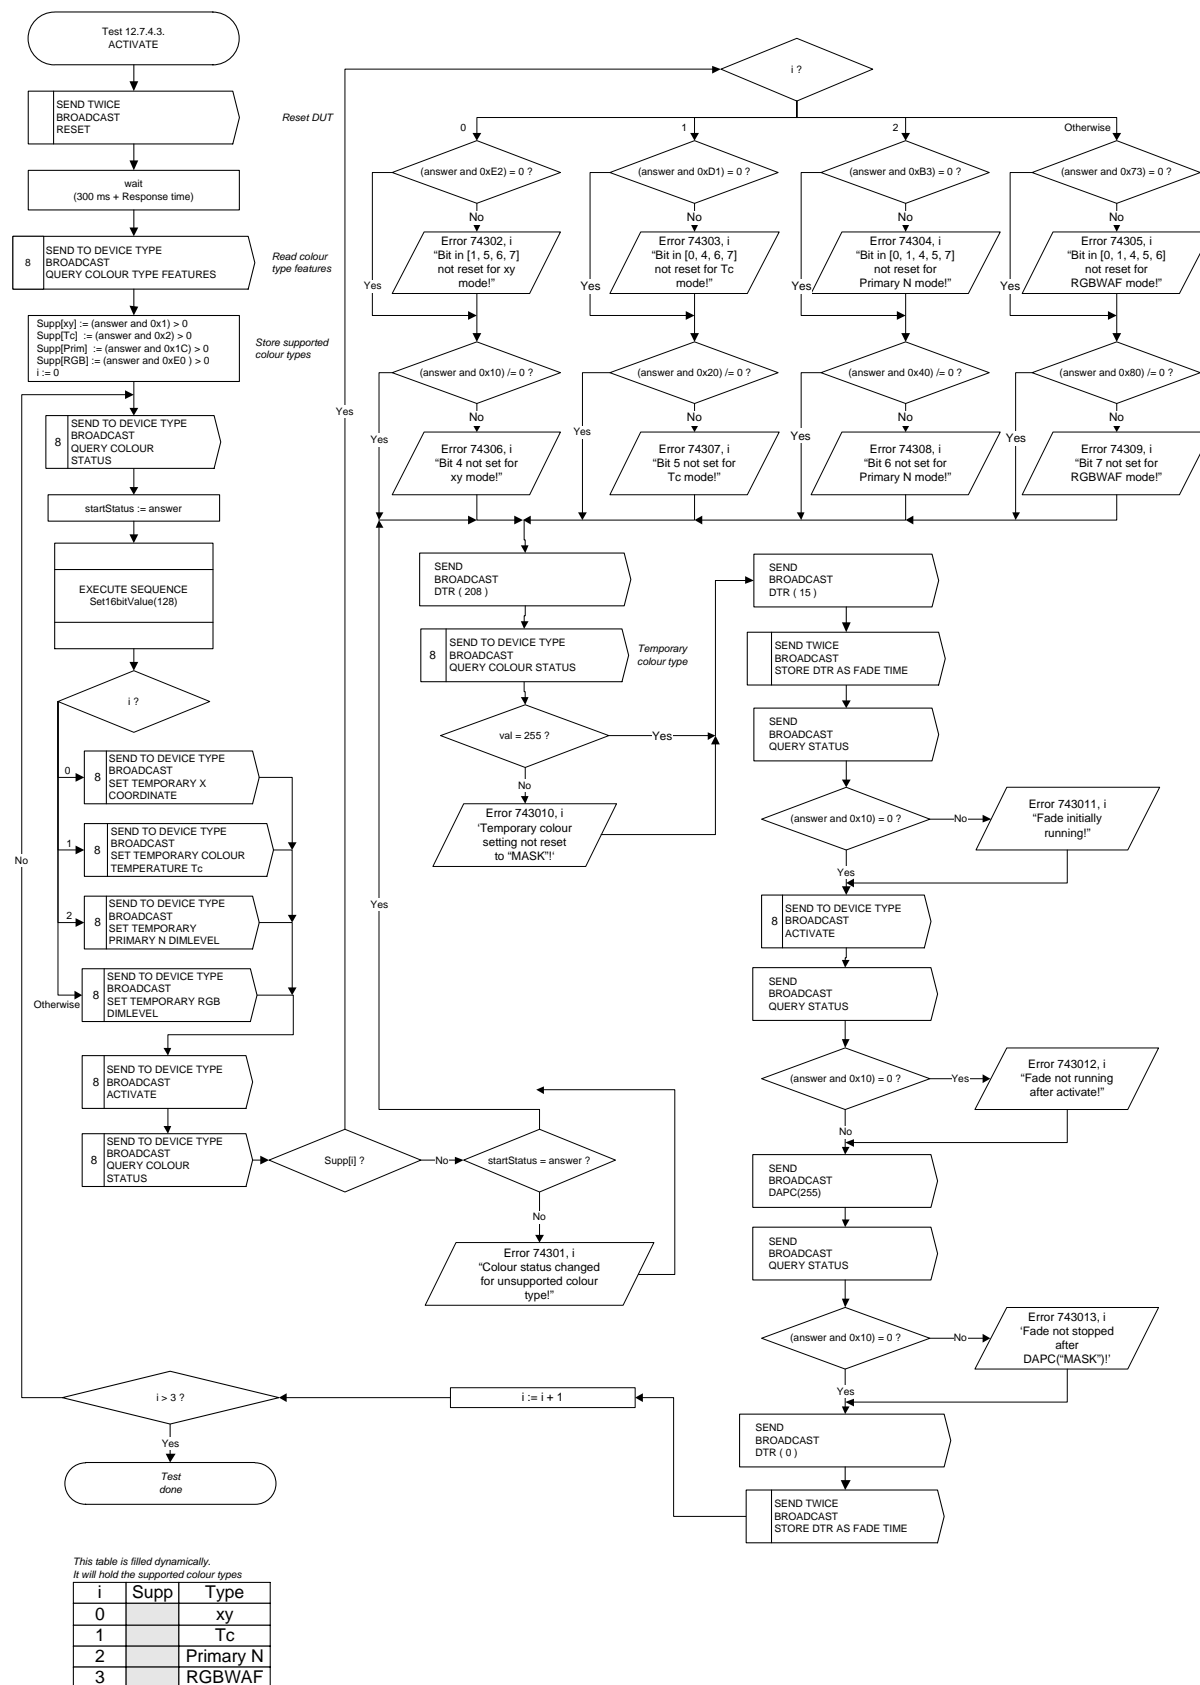 Test 12.7.4.3.
ACTIVATE
SEND TWICE
BROADCAST
RESET
Reset DUT
wait
(300 ms + Response time)
8
SEND TO DEVICE TYPE
BROADCAST
QUERY COLOUR TYPE FEATURES
Read colour
type features
Supp[xy] := (answer and 0x1) > 0
Supp[Tc] := (answer and 0x2) > 0
Supp[Prim] := (answer and 0x1C) > 0
Supp[RGB] := (answer and 0xE0 ) > 0
i := 0
Store supported
colour types
8
SEND TO DEVICE TYPE
BROADCAST
QUERY COLOUR
STATUS
startStatus := answer
EXECUTE SEQUENCE
Set16bitValue(128)
i ?
0
8
SEND TO DEVICE TYPE
BROADCAST
SET TEMPORARY X
COORDINATE
1
8
SEND TO DEVICE TYPE
BROADCAST
SET TEMPORARY COLOUR
TEMPERATURE Tc
2
8
SEND TO DEVICE TYPE
BROADCAST
SET TEMPORARY
PRIMARY N DIMLEVEL
Otherwise
8
SEND TO DEVICE TYPE
BROADCAST
SET TEMPORARY RGB
DIMLEVEL
8
SEND TO DEVICE TYPE
BROADCAST
ACTIVATE
8
SEND TO DEVICE TYPE
BROADCAST
QUERY COLOUR
STATUS
Supp[i] ?
Yes
No
startStatus = answer ?
Yes
No
Error 74301, i
“Colour status changed
for unsupported colour
type!”
i ?
0
1
2
Otherwise
(answer and 0xE2) = 0 ?
(answer and 0xD1) = 0 ?
(answer and 0xB3) = 0 ?
(answer and 0x73) = 0 ?
No
No
No
No
Yes
Yes
Yes
Yes
Error 74302, i
“Bit in [1, 5, 6, 7]
not reset for xy
mode!”
Error 74303, i
“Bit in [0, 4, 6, 7]
not reset for Tc
mode!”
Error 74304, i
“Bit in [0, 1, 4, 5, 7]
not reset for
Primary N mode!”
Error 74305, i
“Bit in [0, 1, 4, 5, 6]
not reset for
RGBWAF mode!”
(answer and 0x10) /= 0 ?
(answer and 0x20) /= 0 ?
(answer and 0x40) /= 0 ?
(answer and 0x80) /= 0 ?
No
No
No
No
Yes
Yes
Yes
Yes
Error 74306, i
“Bit 4 not set for
xy mode!”
Error 74307, i
“Bit 5 not set for
Tc mode!”
Error 74308, i
“Bit 6 not set for
Primary N mode!”
Error 74309, i
“Bit 7 not set for
RGBWAF mode!”
SEND
BROADCAST
DTR ( 208 )
8
SEND TO DEVICE TYPE
BROADCAST
QUERY COLOUR STATUS
Temporary
colour type
val = 255 ?
Yes
No
Error 743010, i
‘Temporary colour
setting not reset
to “MASK”!‘
SEND
BROADCAST
DTR ( 15 )
SEND TWICE
BROADCAST
STORE DTR AS FADE TIME
SEND
BROADCAST
QUERY STATUS
(answer and 0x10) = 0 ?
No
Yes
Error 743011, i
“Fade initially
running!”
8
SEND TO DEVICE TYPE
BROADCAST
ACTIVATE
SEND
BROADCAST
QUERY STATUS
(answer and 0x10) = 0 ?
Yes
No
Error 743012, i
“Fade not running
after activate!”
SEND
BROADCAST
DAPC(255)
SEND
BROADCAST
QUERY STATUS
(answer and 0x10) = 0 ?
No
Yes
Error 743013, i
‘Fade not stopped
after
DAPC(“MASK”)!’
SEND
BROADCAST
DTR ( 0 )
SEND TWICE
BROADCAST
STORE DTR AS FADE TIME
i := i + 1
i > 3 ?
No
Yes
Test
done
This table is filled dynamically.
It will hold the supported colour types
i Supp Type
0 xy
1 Tc
2 Primary N
3 RGBWAF